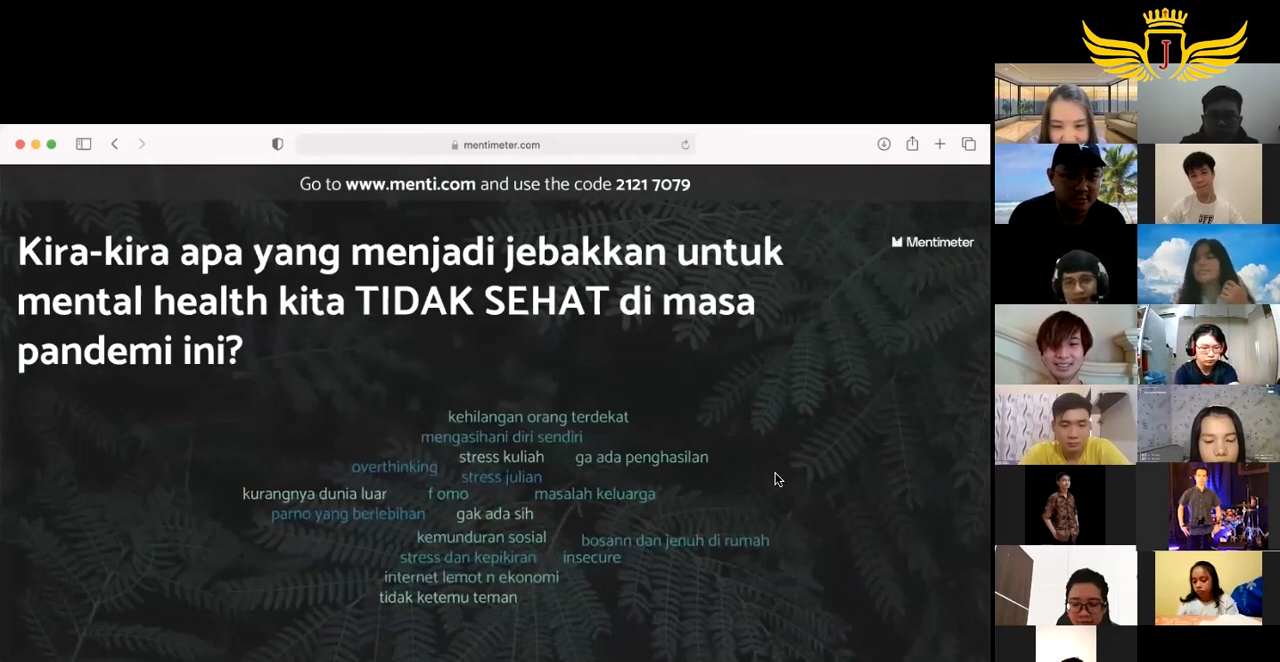 J
mentimeter.com
Go to www.menti.com and use the code 2121 7079
Mentimeter
Kira-kira apa yang menjadi jebakkan untuk
mental health kita TIDAK SEHAT di masa
pandemi ini?
kehilangan orang terdekat
mengasihani diri sendiri
stress kuliah
ga ada penghasilan
overthinking
stress julian
kurangnya dunia luar
f omo
masalah keluarga
parno yang berlebihan
gak ada sih
kemunduran sosial
bosann dan jenuh di rumah
stress dan kepikiran
insecure
internet lemot n ekonomi
tidak ketemu teman